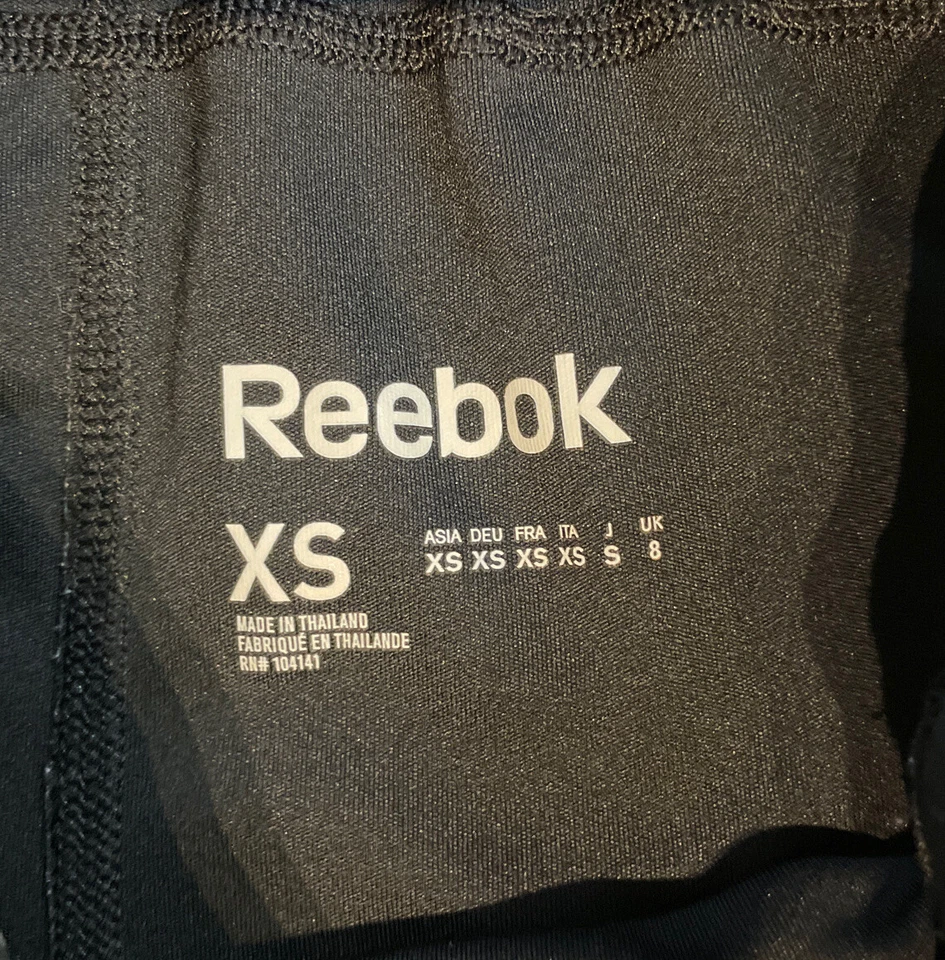 Reebok
XS
ASIA DEU FRA ITA J UK
XS XS XS XS S 8
MADE IN THAILAND
FABRIQUÉ EN THAILANDE
RN# 104141